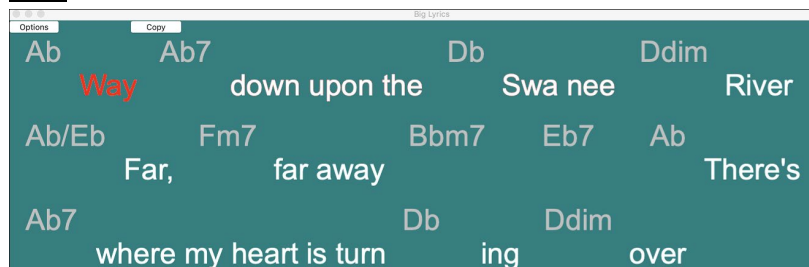 Big Lyrics
Options Copy
Ab Ab7 Db Ddim
Way down upon the Swa nee River
Ab/Eb Fm7 Bbm7 Eb7 Ab
Far, far away There's
Ab7 Db Ddim
where my heart is turn ing over